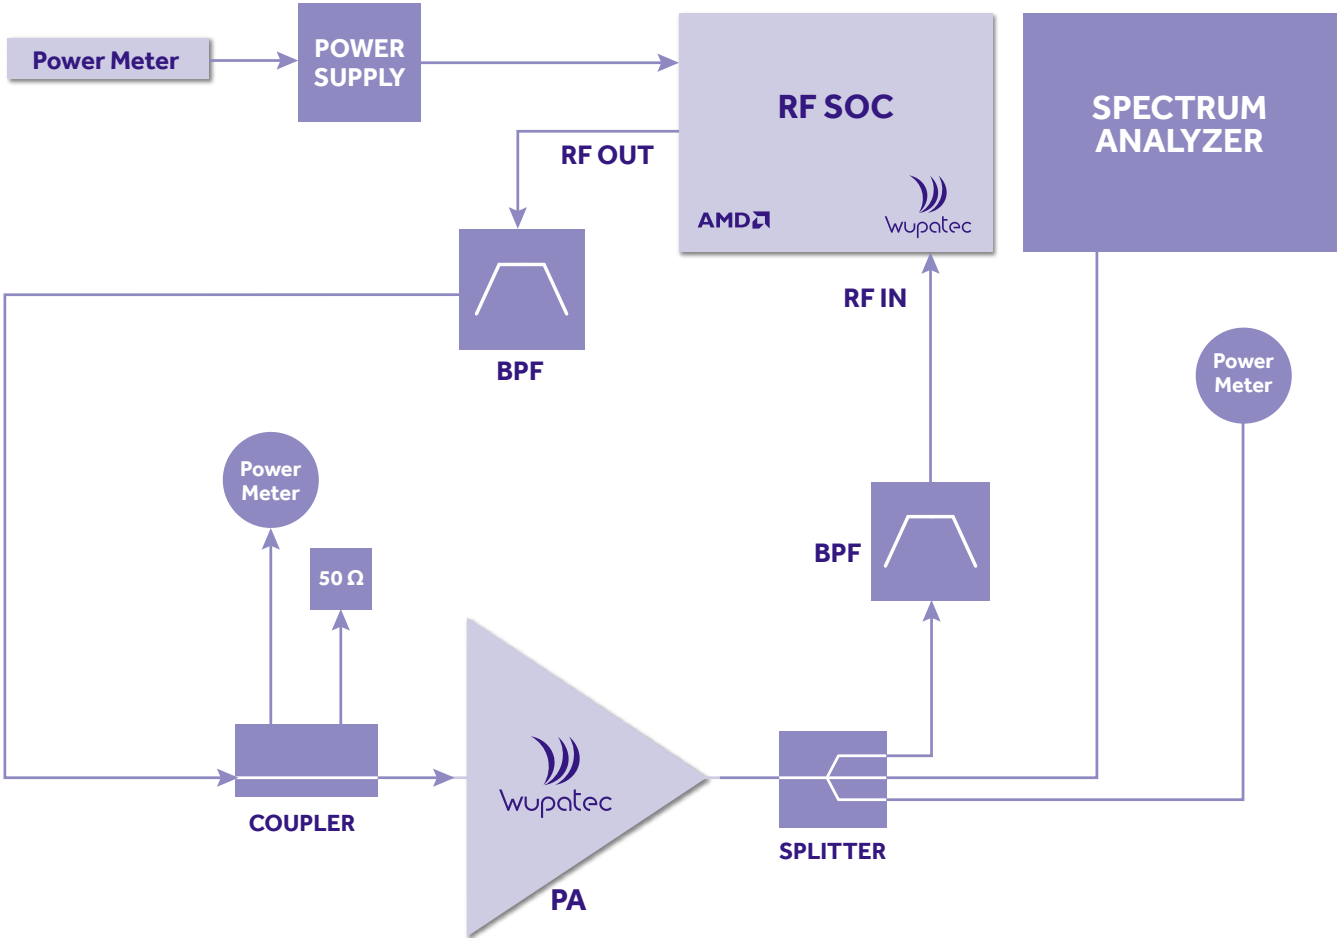 Power Meter
POWER
SUPPLY
RF SOC
SPECTRUM
ANALYZER
RF OUT
AMD
wupatec
RF IN
BPF
Power
Meter
Power
Meter
BPF
50 Ω
wupatec
COUPLER
SPLITTER
PA